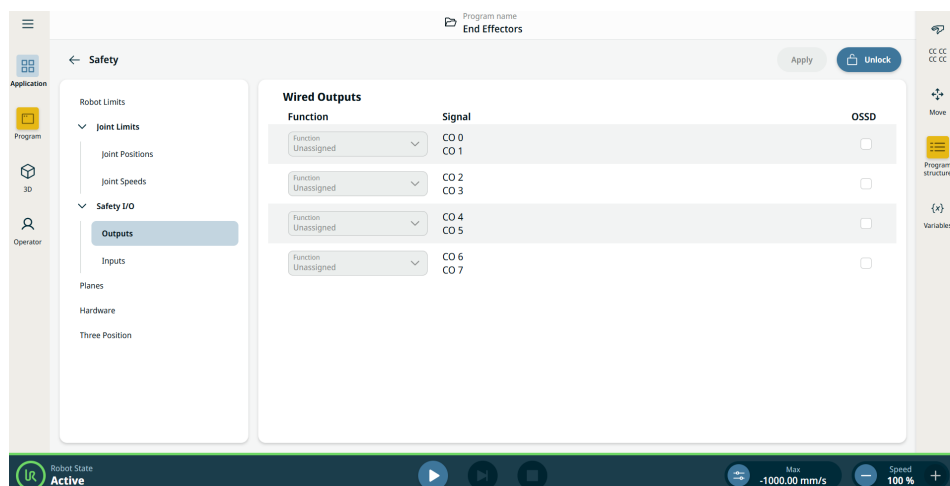 Program name
End Effectors
Application
Program
3D
Operator
Safety
Apply
Unlock
Robot Limits
Joint Limits
Joint Positions
Joint Speeds
Safety I/O
Outputs
Inputs
Planes
Hardware
Three Position
Wired Outputs
Function
Signal
OSSD
Function
Unassigned
CO 0
CO 1
Function
Unassigned
CO 2
CO 3
Function
Unassigned
CO 4
CO 5
Function
Unassigned
CO 6
CO 7
CC CC
CC CC
Move
Program
structure
{x}
Variables
UR
Robot State
Active
Max
-1000.00 mm/s
Speed
100 %